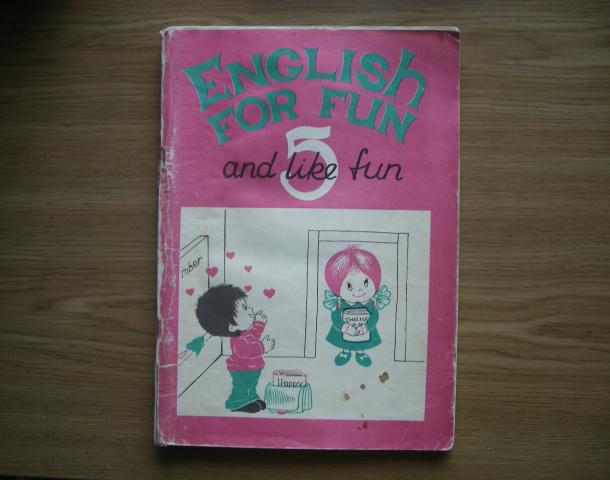 ENGLISh
FOR FUN
5
and like fun
mber
ENGLISH
Happy